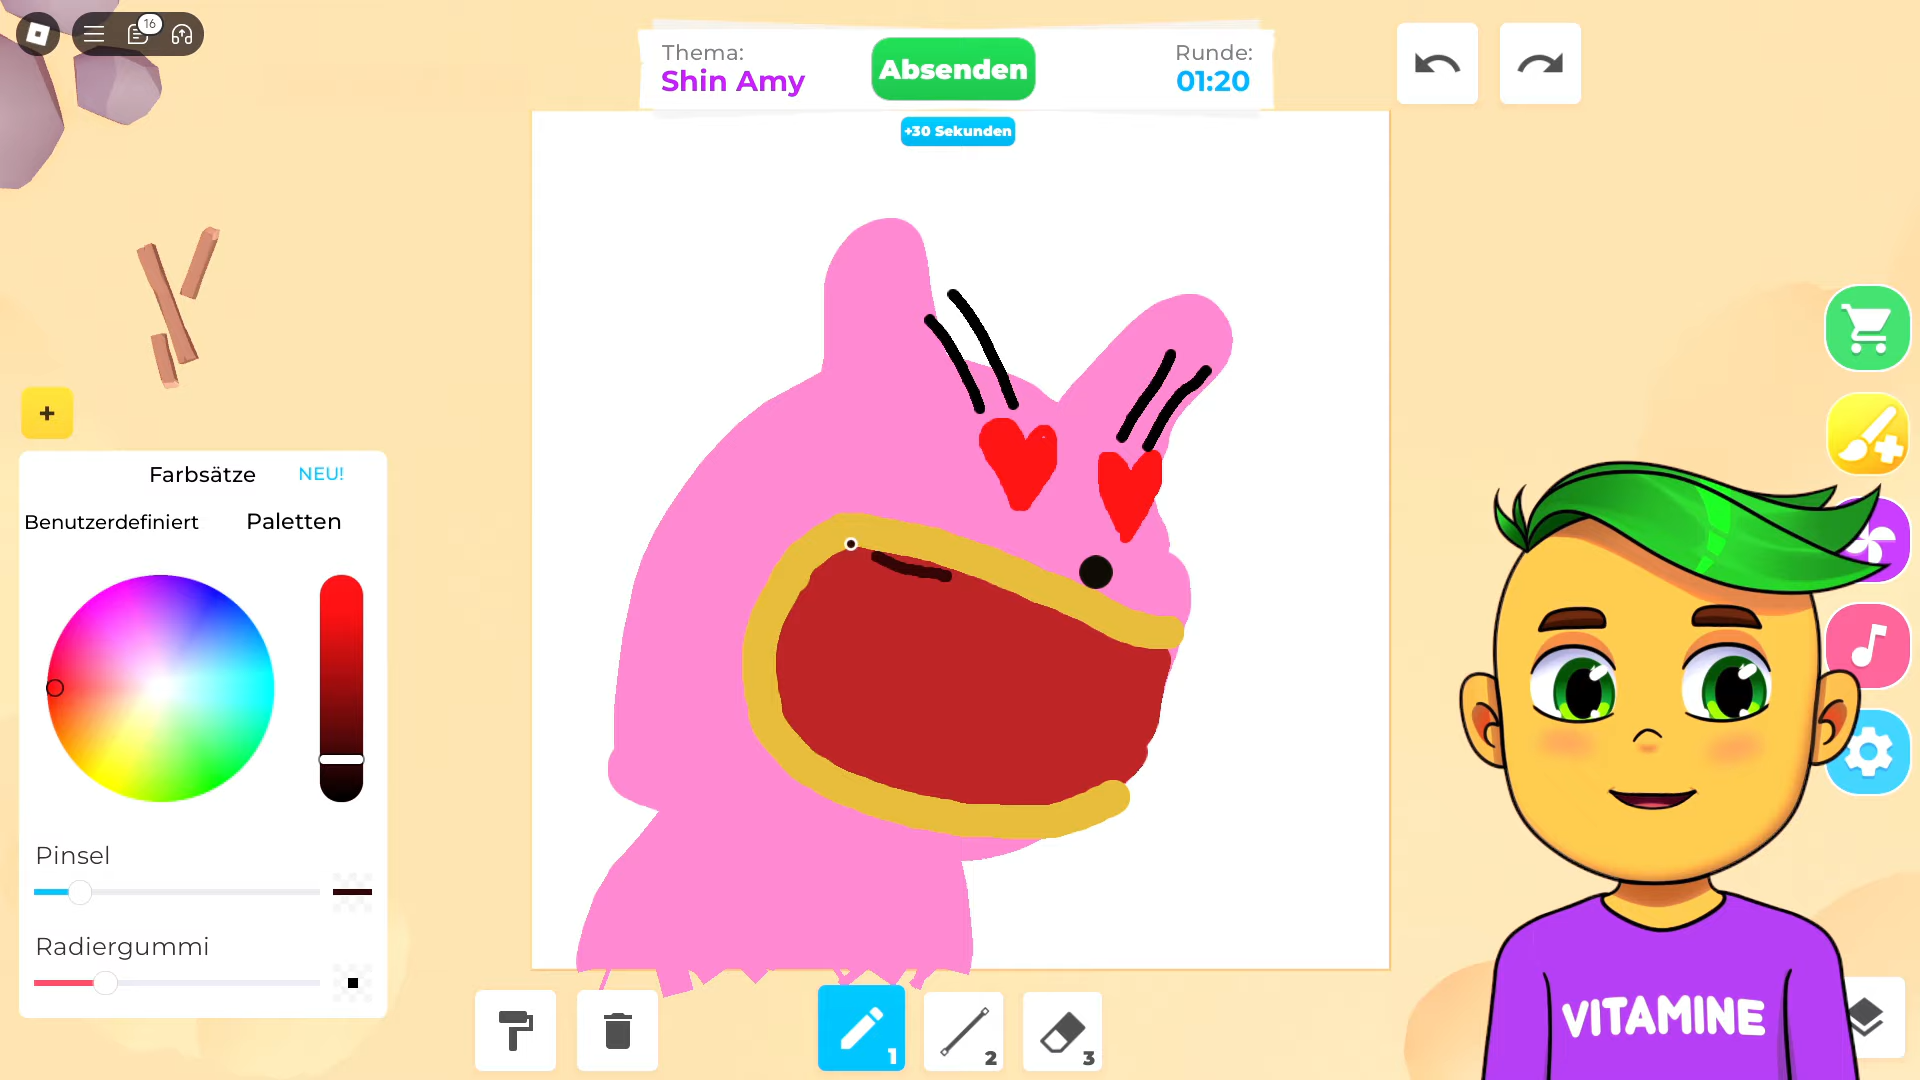 16
Thema:
Shin Amy
Absenden
Runde:
01:20
+30 Sekunden
+
Farbsätze
NEU!
Benutzerdefiniert
Paletten
Pinsel
Radiergummi
1
2
3
VITAMINE